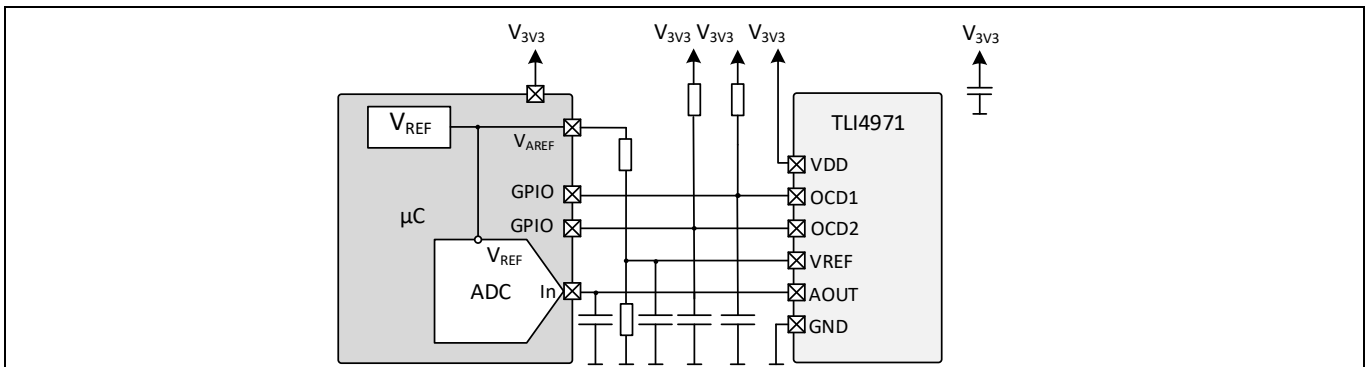 V3V3
V3V3 V3V3
V3V3
V3V3
VREF
VAREF
TLI4971
VDD
GPIO
OCD1
µC
GPIO
OCD2
VREF
VREF
ADC
In
AOUT
GND